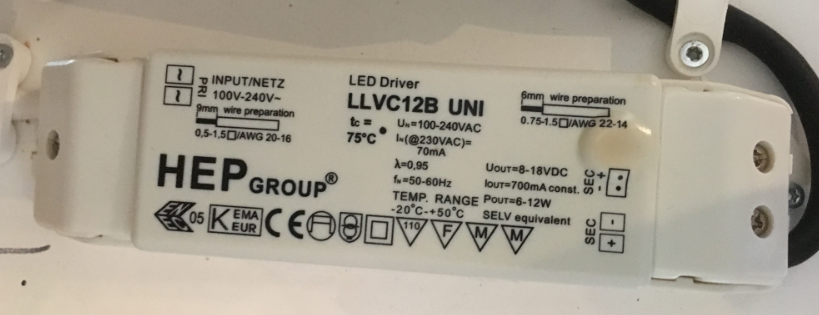 PRI
INPUT/NETZ
100V-240V~
9mm wire preparation
0,5-1,5□/AWG 20-16
HEP GROUP®
05
K EMA
EUR
CE
LED Driver
LLVC12B UNI
tc =
75°C
UN=100-240VAC
IN(@230VAC)=
70mA
λ=0,95
fN=50-60Hz
TEMP. RANGE
-20°C-+50°C
110
F
M
M
6mm wire preparation
0.75-1.5□/AWG 22-14
UOUT=8-18VDC
IOUT=700mA const.
POUT=6-12W
SELV equivalent
SEC + -
SEC - +